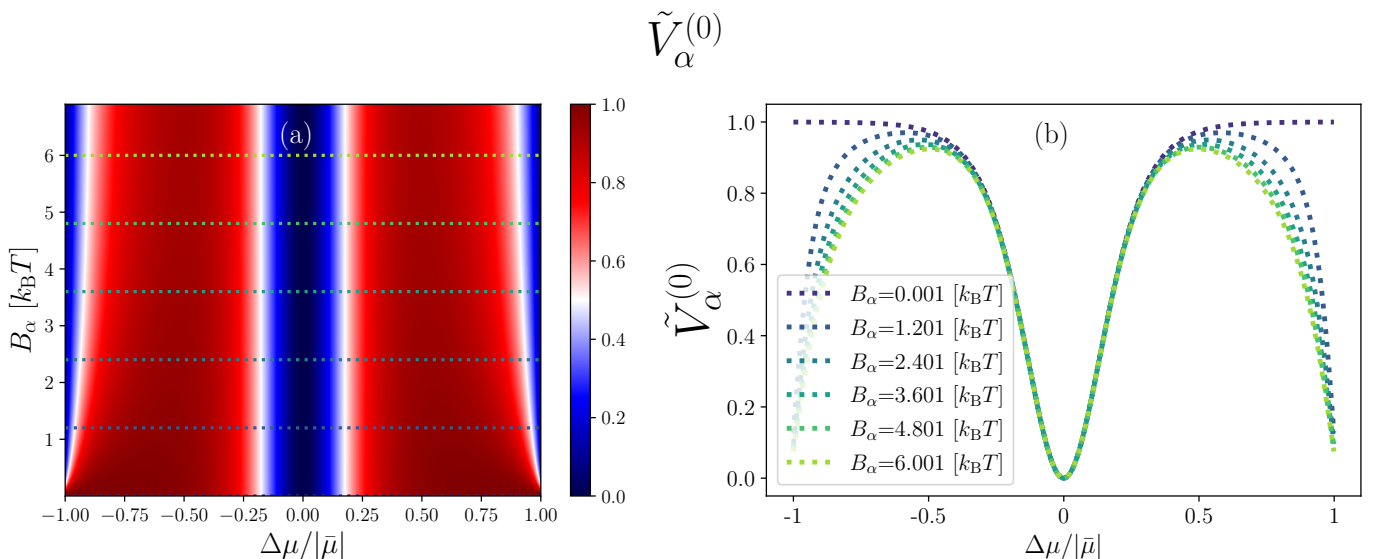 Ṽ_α^(0)
(a)
B_α [k_B T]
6
5
4
3
2
1
−1.00 −0.75 −0.50 −0.25 0.00 0.25 0.50 0.75 1.00
Δμ/|μ̄|
1.0
0.8
0.6
0.4
0.2
0.0
(b)
Ṽ_α^(0)
1.0
0.8
0.6
0.4
0.2
0.0
B_α=0.001 [k_B T]
B_α=1.201 [k_B T]
B_α=2.401 [k_B T]
B_α=3.601 [k_B T]
B_α=4.801 [k_B T]
B_α=6.001 [k_B T]
-1 -0.5 0 0.5 1
Δμ/|μ̄|